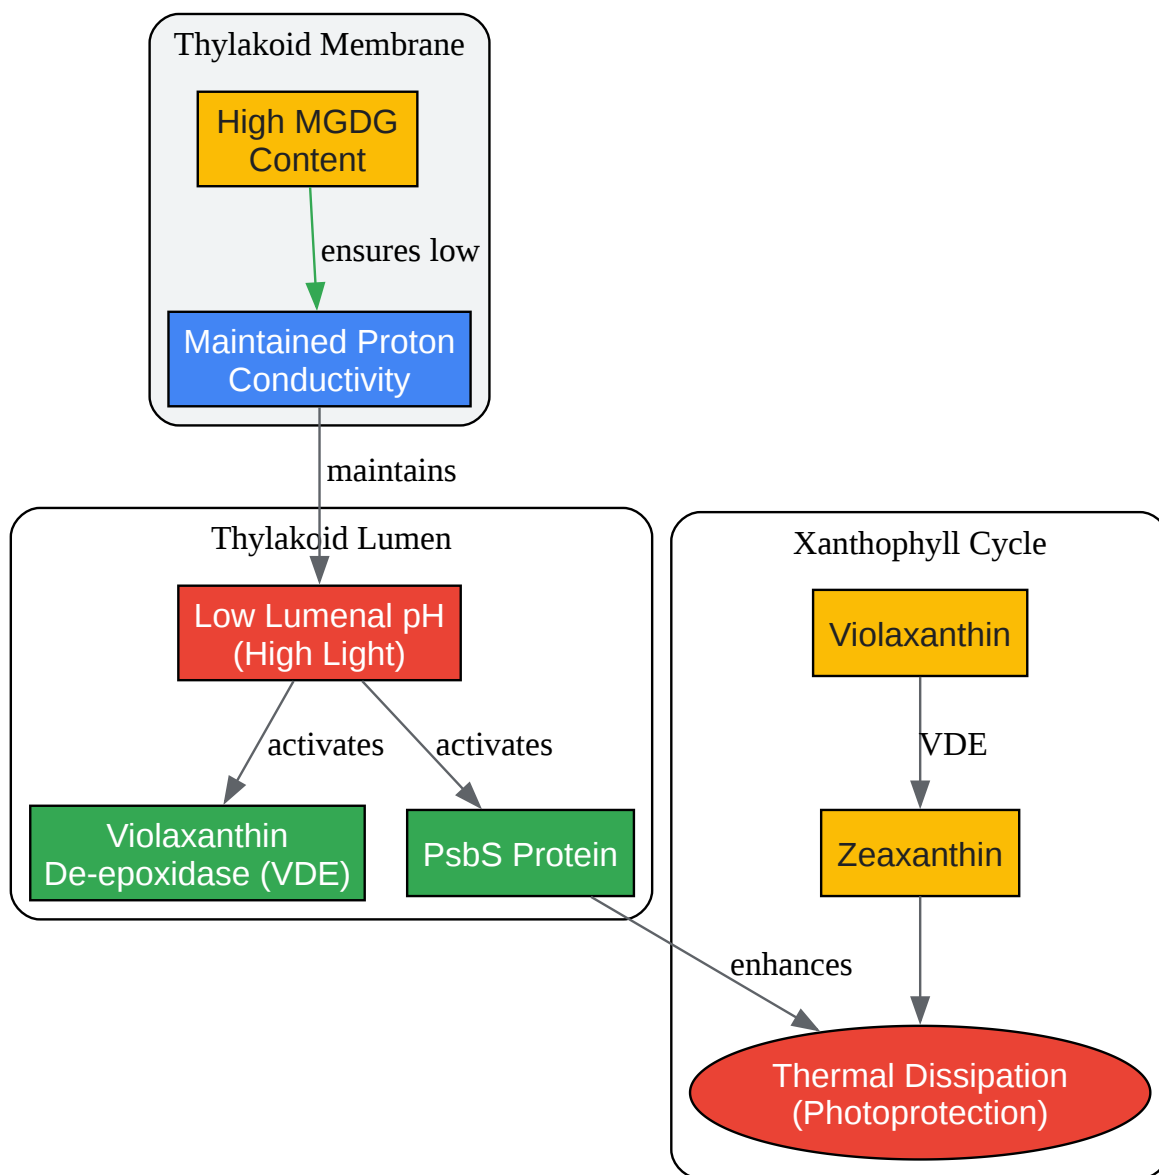 Thylakoid Membrane
High MGDG
Content
ensures low
Maintained Proton
Conductivity
maintains
Thylakoid Lumen
Low Lumenal pH
(High Light)
activates
activates
Violaxanthin
De-epoxidase (VDE)
PsbS Protein
enhances
Xanthophyll Cycle
Violaxanthin
VDE
Zeaxanthin
Thermal Dissipation
(Photoprotection)